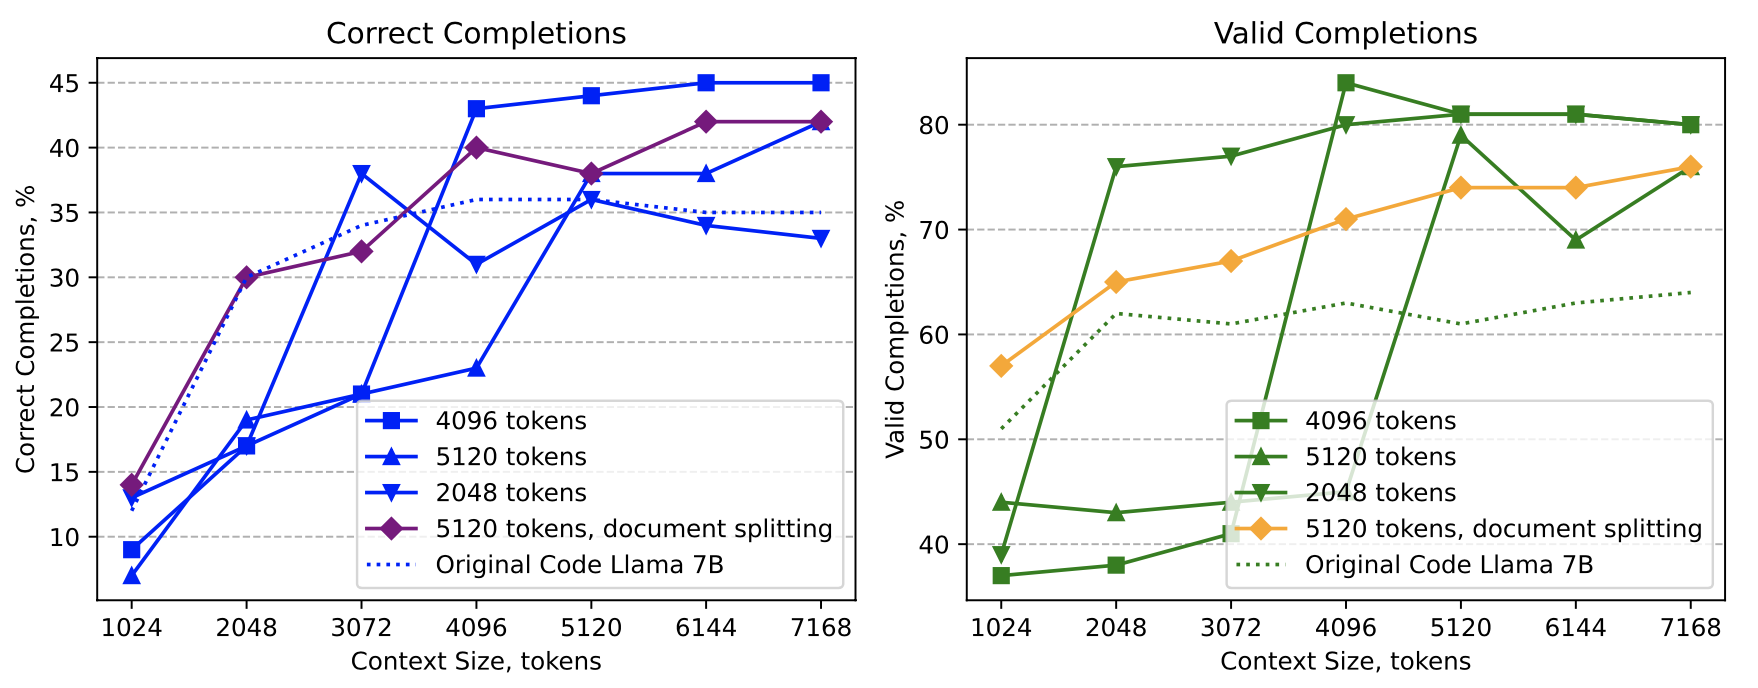 Correct Completions
Correct Completions, %
45
40
35
30
25
20
15
10
4096 tokens
5120 tokens
2048 tokens
5120 tokens, document splitting
Original Code Llama 7B
1024 2048 3072 4096 5120 6144 7168
Context Size, tokens
Valid Completions
Valid Completions, %
80
70
60
50
40
4096 tokens
5120 tokens
2048 tokens
5120 tokens, document splitting
Original Code Llama 7B
1024 2048 3072 4096 5120 6144 7168
Context Size, tokens